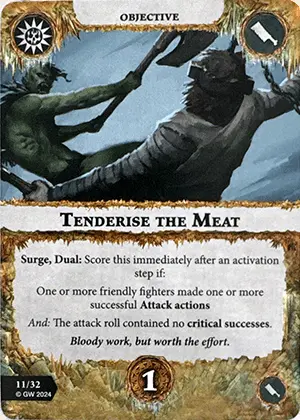 OBJECTIVE
TENDERISE THE MEAT
Surge, Dual: Score this immediately after an activation
step if:
One or more friendly fighters made one or more
successful Attack actions
And: The attack roll contained no critical successes.
Bloody work, but worth the effort.
11/32
© GW 2024
1